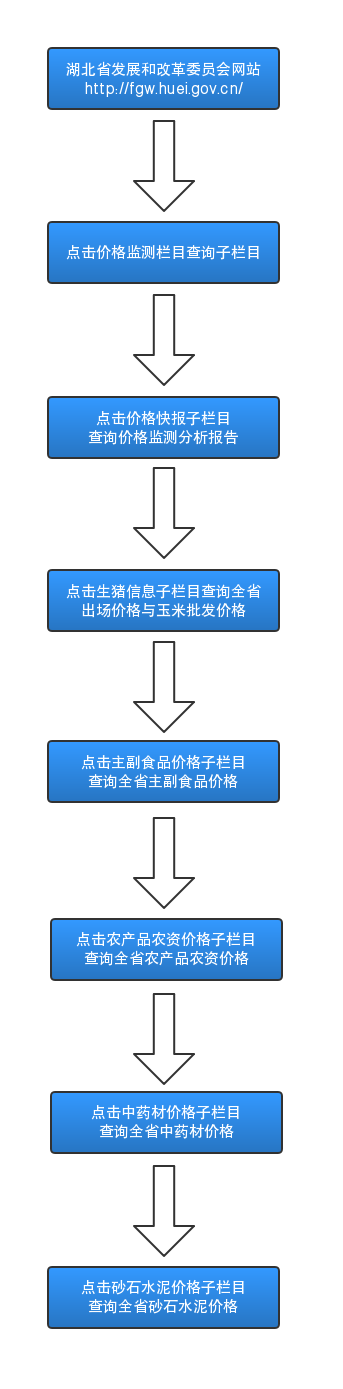 湖北省发展和改革委员会网站
http://fgw.huei.gov.cn/
点击价格监测栏目查询子栏目
点击价格快报子栏目
查询价格监测分析报告
点击生猪信息子栏目查询全省
出场价格与玉米批发价格
点击主副食品价格子栏目
查询全省主副食品价格
点击农产品农资价格子栏目
查询全省农产品农资价格
点击中药材价格子栏目
查询全省中药材价格
点击砂石水泥价格子栏目
查询全省砂石水泥价格